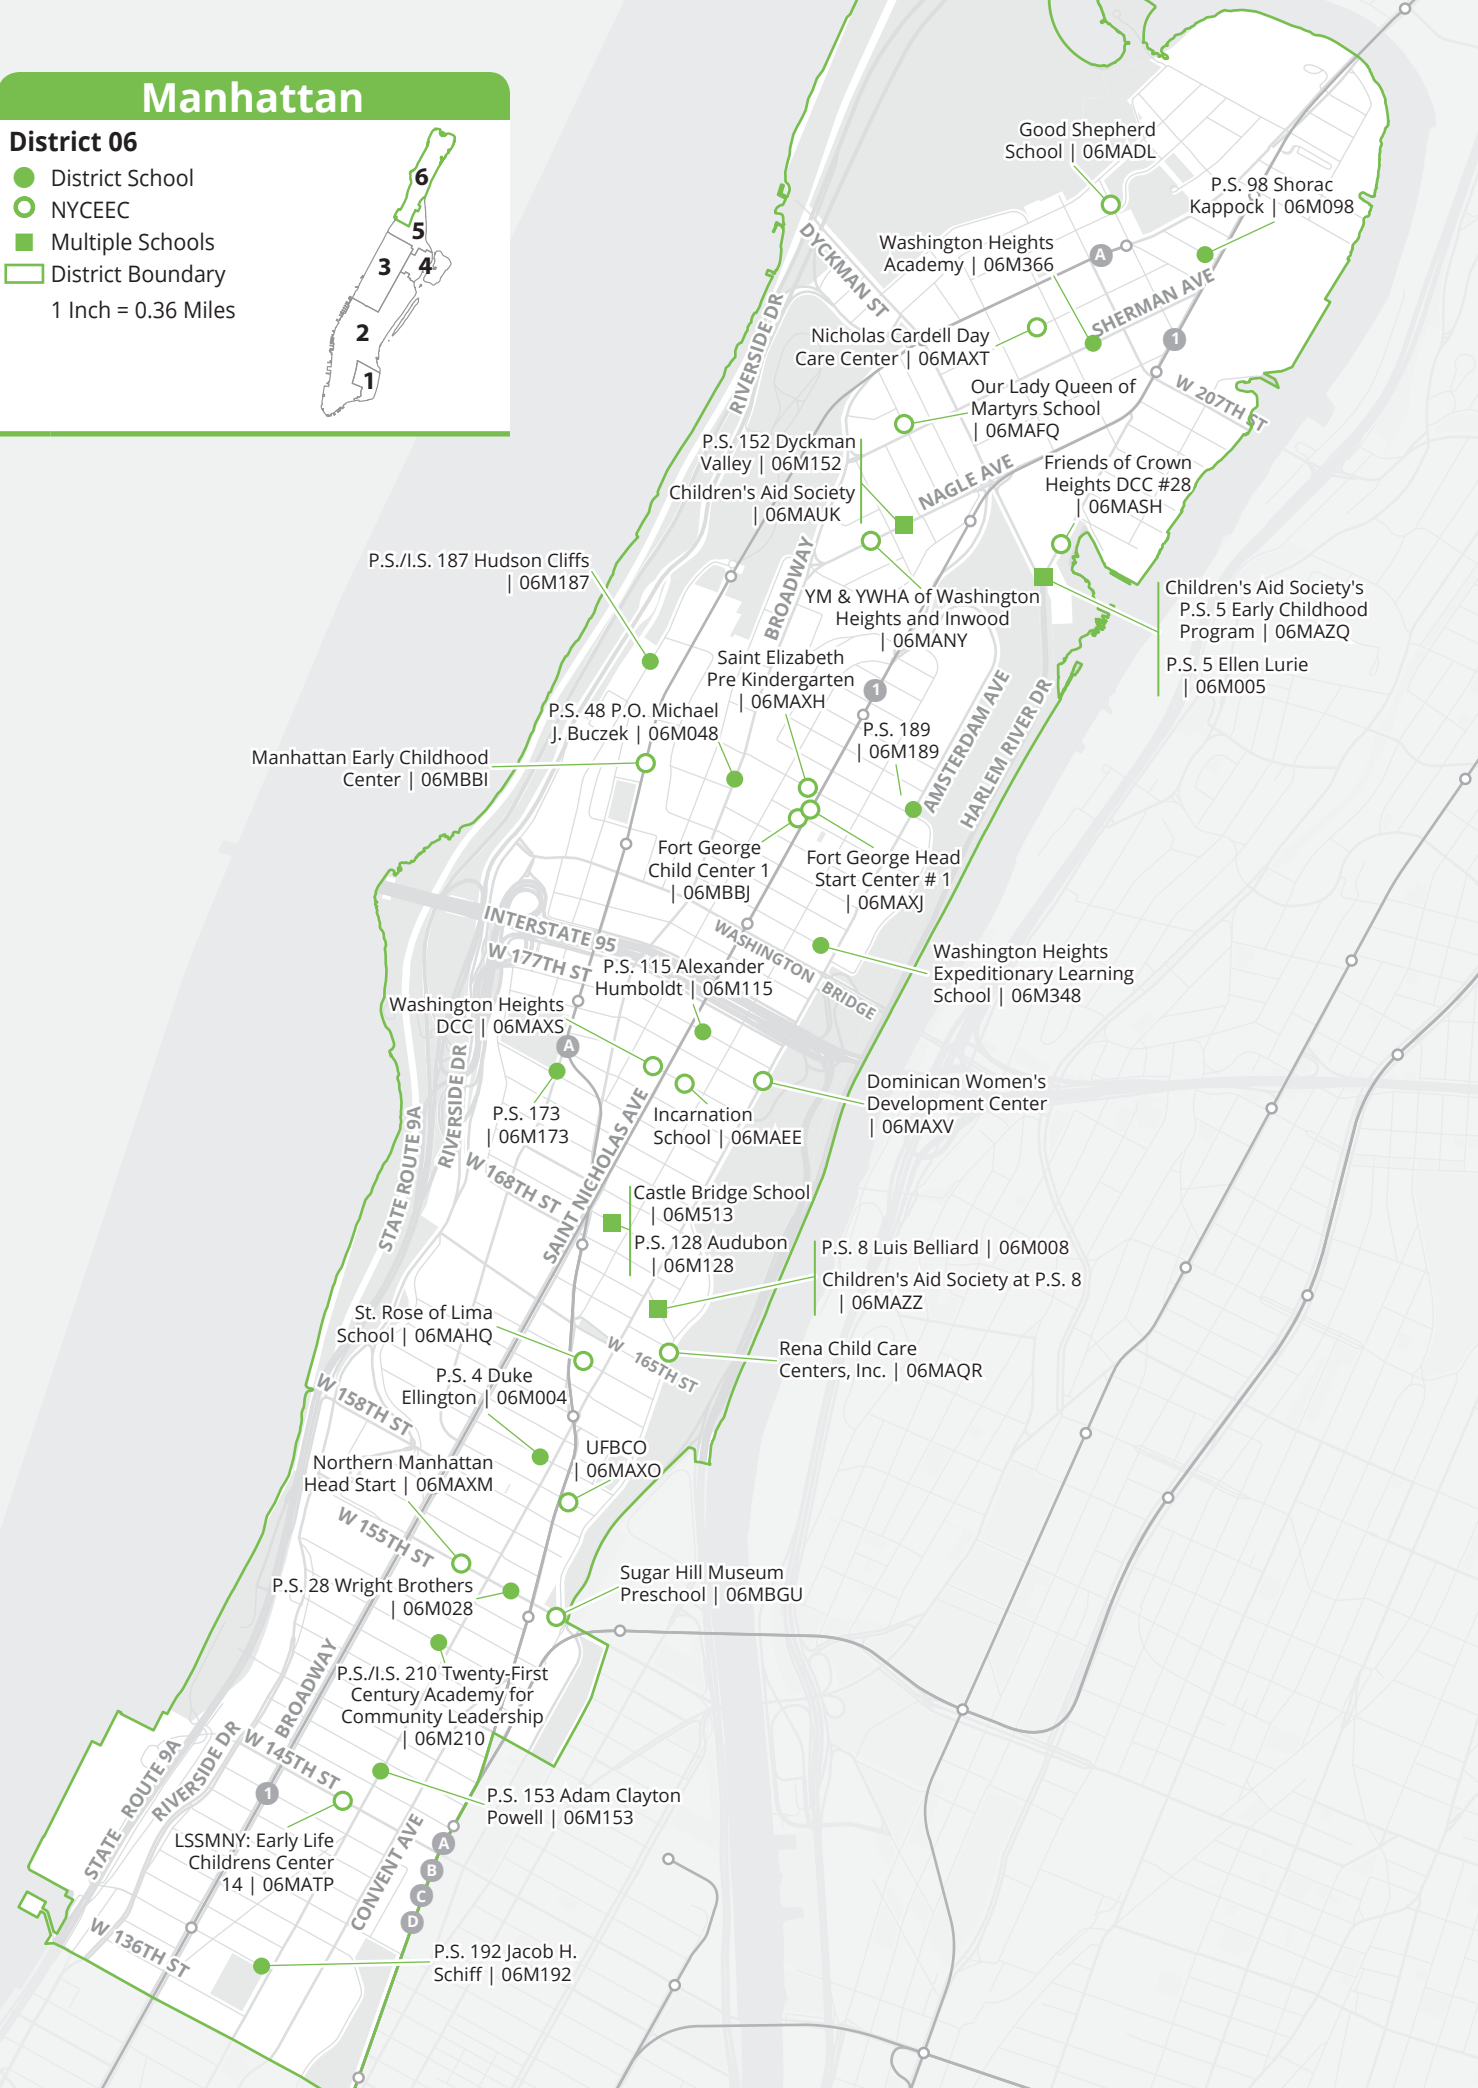 Manhattan
District 06
District School
NYCEEC
Multiple Schools
District Boundary
1 Inch = 0.36 Miles
6
5
3
4
2
1
Good Shepherd
School | 06MADL
P.S. 98 Shorac
Kappock | 06M098
Washington Heights
Academy | 06M366
A
DYCKMAN ST
SHERMAN AVE
RIVERSIDE DR
Nicholas Cardell Day
Care Center | 06MAXT
1
W 207TH ST
Our Lady Queen of
Martyrs School
| 06MAFQ
P.S. 152 Dyckman
Valley | 06M152
Children's Aid Society
| 06MAUK
NAGLE AVE
Friends of Crown
Heights DCC #28
| 06MASH
P.S./I.S. 187 Hudson Cliffs
| 06M187
BROADWAY
YM & YWHA of Washington
Heights and Inwood
| 06MANY
Children's Aid Society's
P.S. 5 Early Childhood
Program | 06MAZQ
P.S. 5 Ellen Lurie
| 06M005
Saint Elizabeth
Pre Kindergarten
| 06MAXH
1
P.S. 48 P.O. Michael
J. Buczek | 06M048
P.S. 189
| 06M189
AMSTERDAM AVE
HARLEM RIVER DR
Manhattan Early Childhood
Center | 06MBBI
Fort George
Child Center 1
| 06MBBJ
Fort George Head
Start Center # 1
| 06MAXJ
INTERSTATE 95
W 177TH ST
WASHINGTON BRIDGE
Washington Heights
Expeditionary Learning
School | 06M348
P.S. 115 Alexander
Humboldt | 06M115
Washington Heights
DCC | 06MAXS
A
RIVERSIDE DR
STATE ROUTE 9A
P.S. 173
| 06M173
Incarnation
School | 06MAEE
Dominican Women's
Development Center
| 06MAXV
SAINT NICHOLAS AVE
W 168TH ST
Castle Bridge School
| 06M513
P.S. 128 Audubon
| 06M128
P.S. 8 Luis Belliard | 06M008
Children's Aid Society at P.S. 8
| 06MAZZ
St. Rose of Lima
School | 06MAHQ
W 165TH ST
Rena Child Care
Centers, Inc. | 06MAQR
P.S. 4 Duke
Ellington | 06M004
W 158TH ST
UFBCO
| 06MAXO
Northern Manhattan
Head Start | 06MAXM
W 155TH ST
P.S. 28 Wright Brothers
| 06M028
Sugar Hill Museum
Preschool | 06MBGU
P.S./I.S. 210 Twenty-First
Century Academy for
Community Leadership
| 06M210
BROADWAY
W 145TH ST
STATE ROUTE 9A
RIVERSIDE DR
1
P.S. 153 Adam Clayton
Powell | 06M153
LSSMNY: Early Life
Childrens Center
14 | 06MATP
CONVENT AVE
A
B
C
D
W 136TH ST
P.S. 192 Jacob H.
Schiff | 06M192